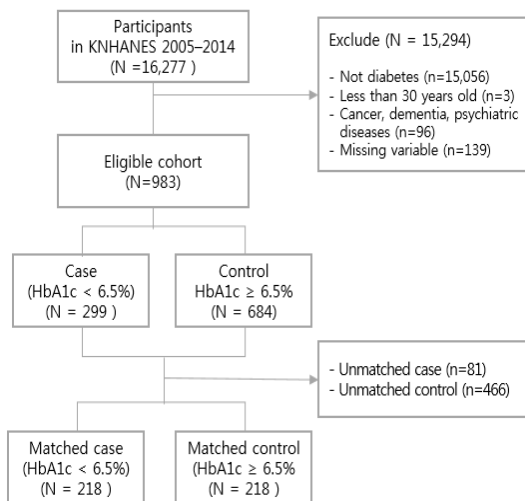 Participants
in KNHANES 2005–2014
(N =16,277 )
Exclude (N = 15,294)
- Not diabetes (n=15,056)
- Less than 30 years old (n=3)
- Cancer, dementia, psychiatric
diseases (n=96)
- Missing variable (n=139)
Eligible cohort
(N=983)
Case
(HbA1c < 6.5%)
(N = 299 )
Control
HbA1c ≥ 6.5%
(N = 684)
- Unmatched case (n=81)
- Unmatched control (n=466)
Matched case
(HbA1c < 6.5%)
(N = 218 )
Matched control
(HbA1c ≥ 6.5%
(N = 218 )